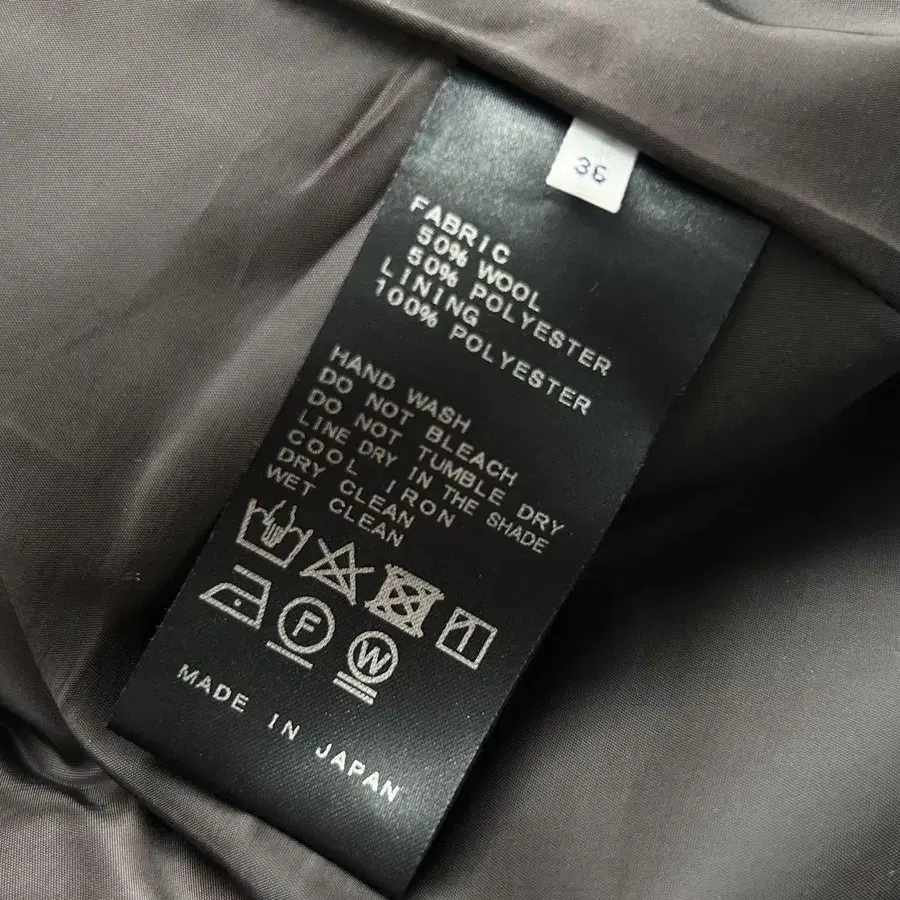 36
FABRIC
50% WOOL
50% POLYESTER
LINING
100% POLYESTER
HAND WASH
DO NOT BLEACH
DO NOT TUMBLE DRY
LINE DRY IN THE SHADE
COOL IRON
DRY CLEAN
WET CLEAN
F
W
MADE IN JAPAN